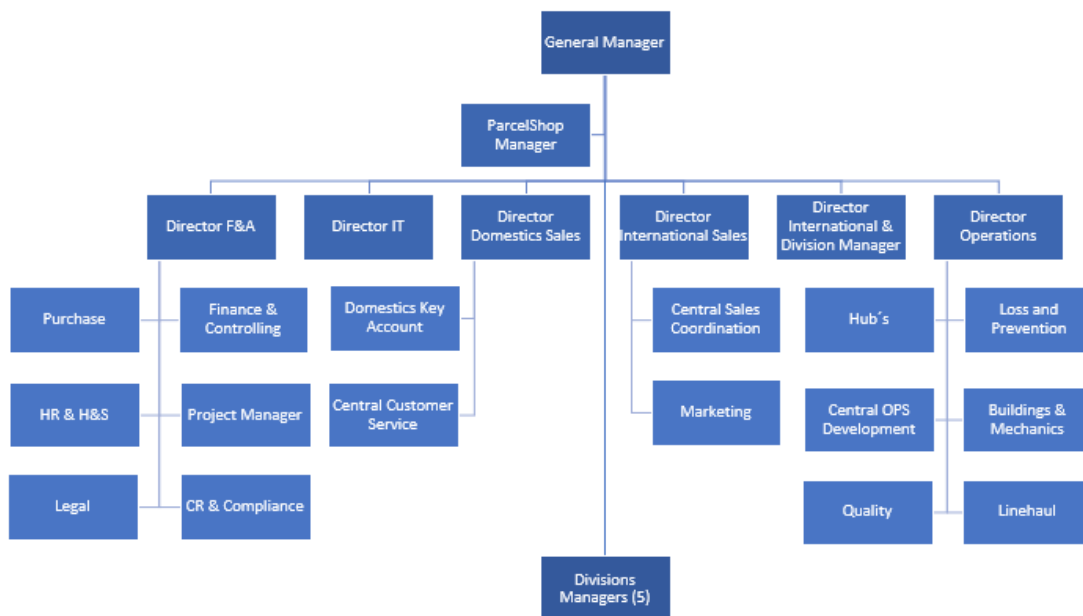 General Manager
ParcelShop
Manager
Director F&A
Director IT
Director
Domestics Sales
Director
International Sales
Director
International &
Division Manager
Director
Operations
Purchase
Finance &
Controlling
Domestics Key
Account
Central Sales
Coordination
Hub´s
Loss and
Prevention
HR & H&S
Project Manager
Central Customer
Service
Marketing
Central OPS
Development
Buildings &
Mechanics
Legal
CR & Compliance
Quality
Linehaul
Divisions
Managers (5)